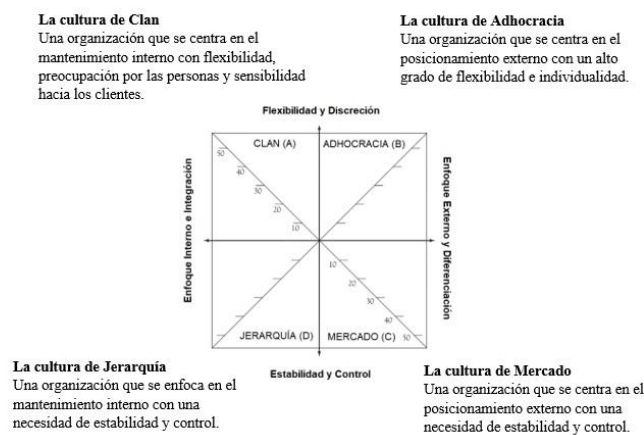 La cultura de Clan
Una organización que se centra en el
mantenimiento interno con flexibilidad,
preocupación por las personas y sensibilidad
hacia los clientes.
La cultura de Adhocracia
Una organización que se centra en el
posicionamiento externo con un alto
grado de flexibilidad e individualidad.
Flexibilidad y Discreción
CLAN (A)
ADHOCRACIA (B)
50
40
30
20
10
Enfoque Interno e Integración
Enfoque Externo y Diferenciación
10
20
30
40
50
JERARQUÍA (D)
MERCADO (C)
Estabilidad y Control
La cultura de Jerarquía
Una organización que se enfoca en el
mantenimiento interno con una
necesidad de estabilidad y control.
La cultura de Mercado
Una organización que se centra en el
posicionamiento externo con una
necesidad de estabilidad y control.